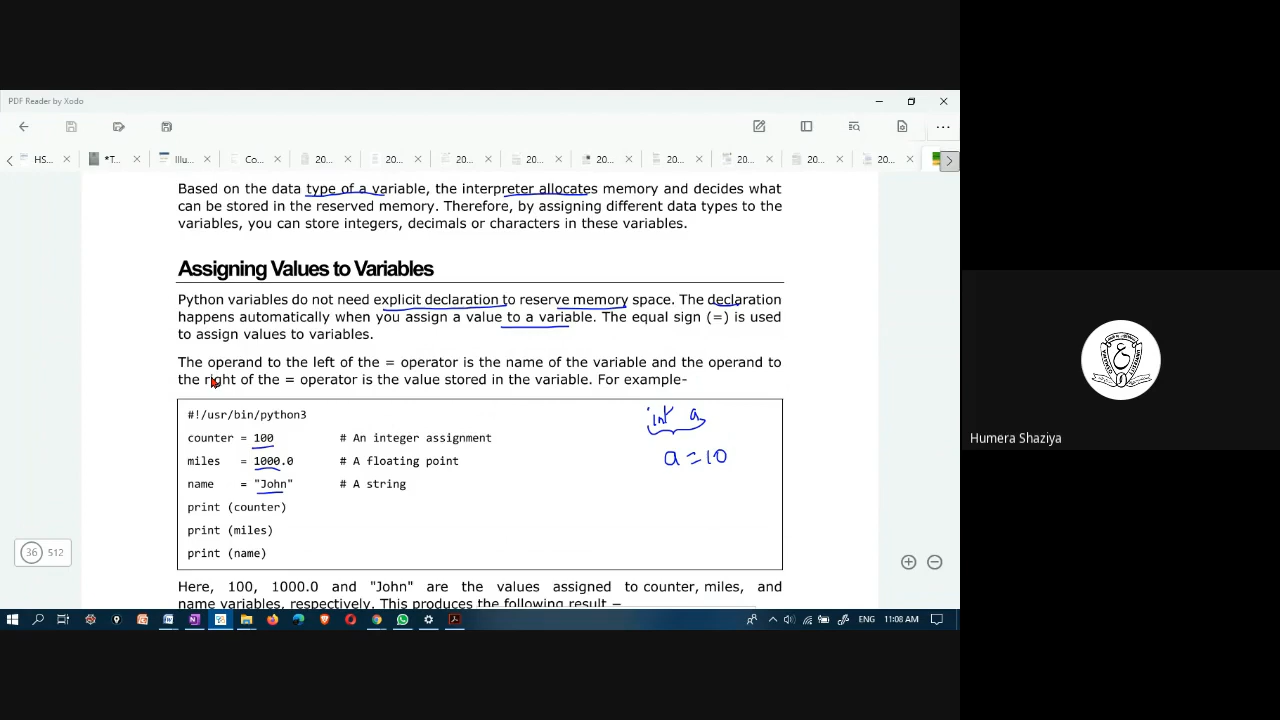 PDF Reader by Xodo
HS...
*T...
Illu...
Co...
20...
20...
20...
20...
20...
20...
20...
20...
20...
Based on the data type of a variable, the interpreter allocates memory and decides what
can be stored in the reserved memory. Therefore, by assigning different data types to the
variables, you can store integers, decimals or characters in these variables.
Assigning Values to Variables
Python variables do not need explicit declaration to reserve memory space. The declaration
happens automatically when you assign a value to a variable. The equal sign (=) is used
to assign values to variables.
The operand to the left of the = operator is the name of the variable and the operand to
the right of the = operator is the value stored in the variable. For example-
#!/usr/bin/python3
counter = 100 # An integer assignment
miles = 1000.0 # A floating point
name = "John" # A string
print (counter)
print (miles)
print (name)
int a
a = 10
36 512
Here, 100, 1000.0 and "John" are the values assigned to counter, miles, and
name variables, respectively. This produces the following result –
Humera Shaziya
ENG 11:08 AM